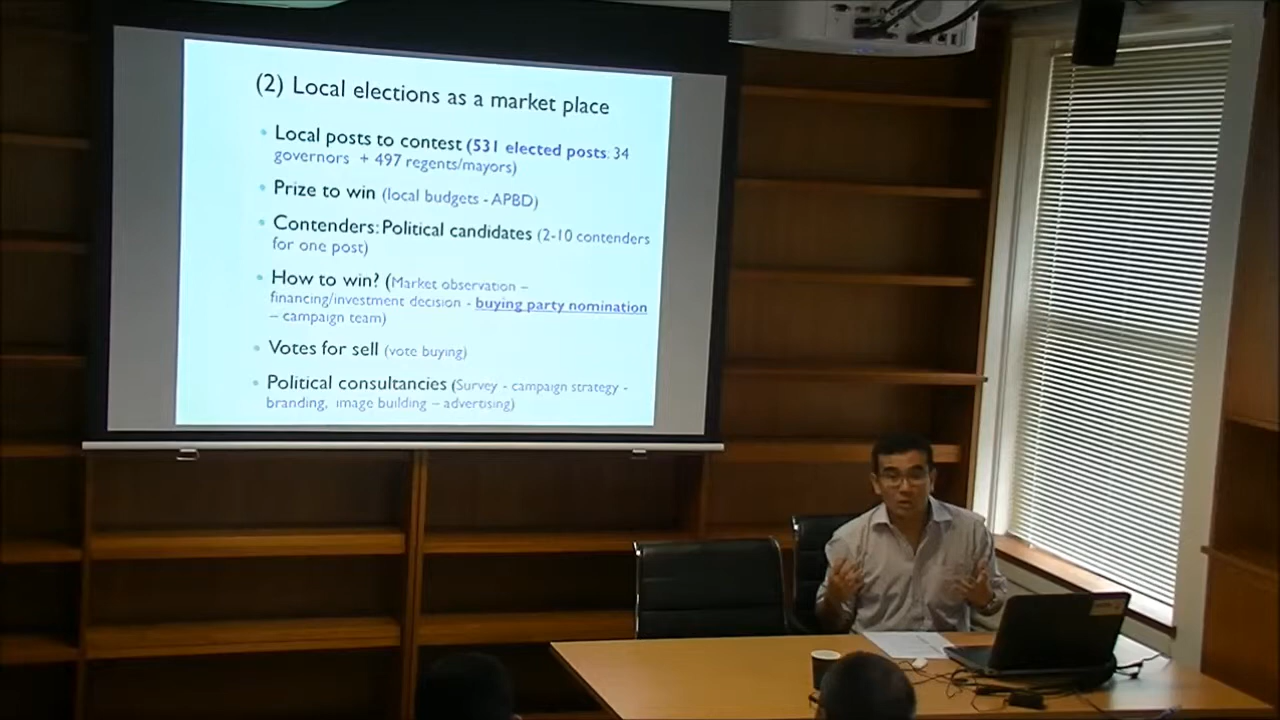 (2) Local elections as a market place
• Local posts to contest (531 elected posts: 34
governors + 497 regents/mayors)
• Prize to win (local budgets - APBD)
• Contenders: Political candidates (2-10 contenders
for one post)
• How to win? (Market observation –
financing/investment decision - buying party nomination
– campaign team)
• Votes for sell (vote buying)
• Political consultancies (Survey - campaign strategy -
branding, image building – advertising)